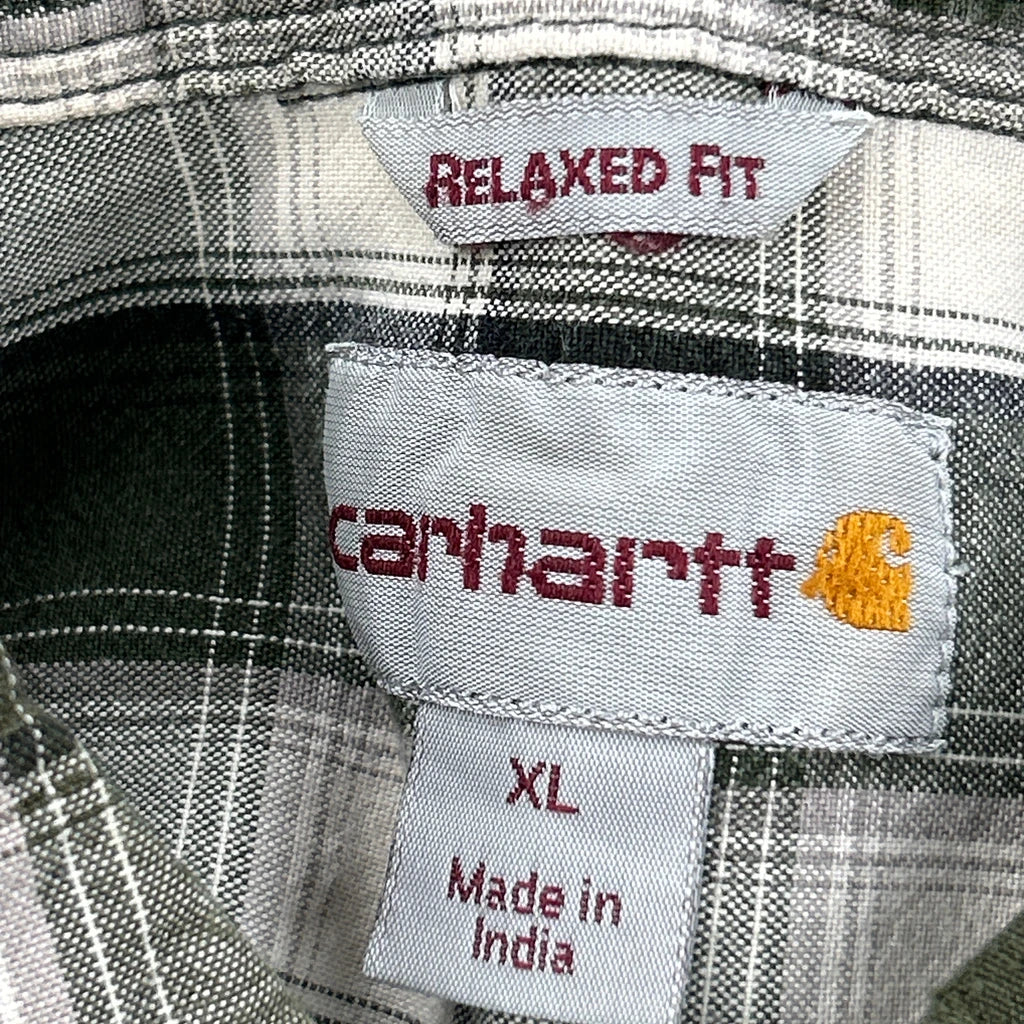 RELAXED FIT
carhartt
XL
Made in
India